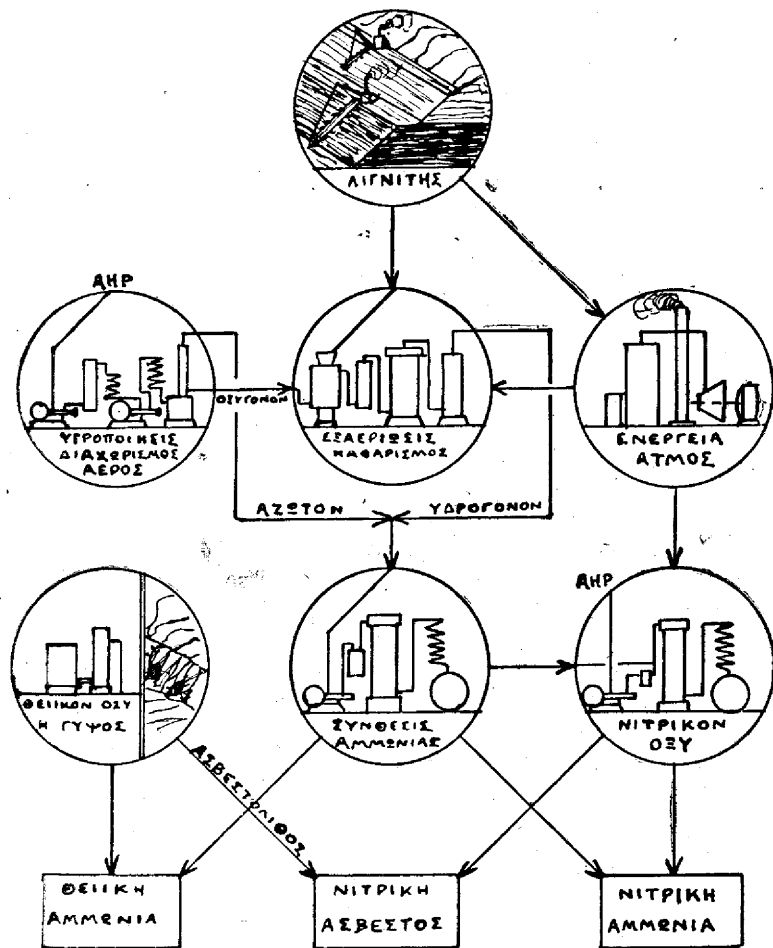 ΛΙΓΝΙΤΗΣ
ΑΗΡ
ΟΞΥΓΟΝΟΝ
ΥΓΡΟΠΟΙΗΣΙΣ
ΔΙΑΧΩΡΙΣΜΟΣ
ΑΕΡΟΣ
ΕΞΑΕΡΙΩΣΙΣ
ΚΑΘΑΡΙΣΜΟΣ
ΕΝΕΡΓΕΙΑ
ΑΤΜΟΣ
ΑΖΩΤΟΝ
ΥΔΡΟΓΟΝΟΝ
ΑΗΡ
ΘΕΙΙΚΟΝ ΟΞΥ
Η ΓΥΨΟΣ
ΣΥΝΘΕΣΙΣ
ΑΜΜΩΝΙΑΣ
ΝΙΤΡΙΚΟΝ
ΟΞΥ
ΑΣΒΕΣΤΟΛΙΘΟΣ
ΘΕΙΙΚΗ
ΑΜΜΩΝΙΑ
ΝΙΤΡΙΚΗ
ΑΣΒΕΣΤΟΣ
ΝΙΤΡΙΚΗ
ΑΜΜΩΝΙΑ